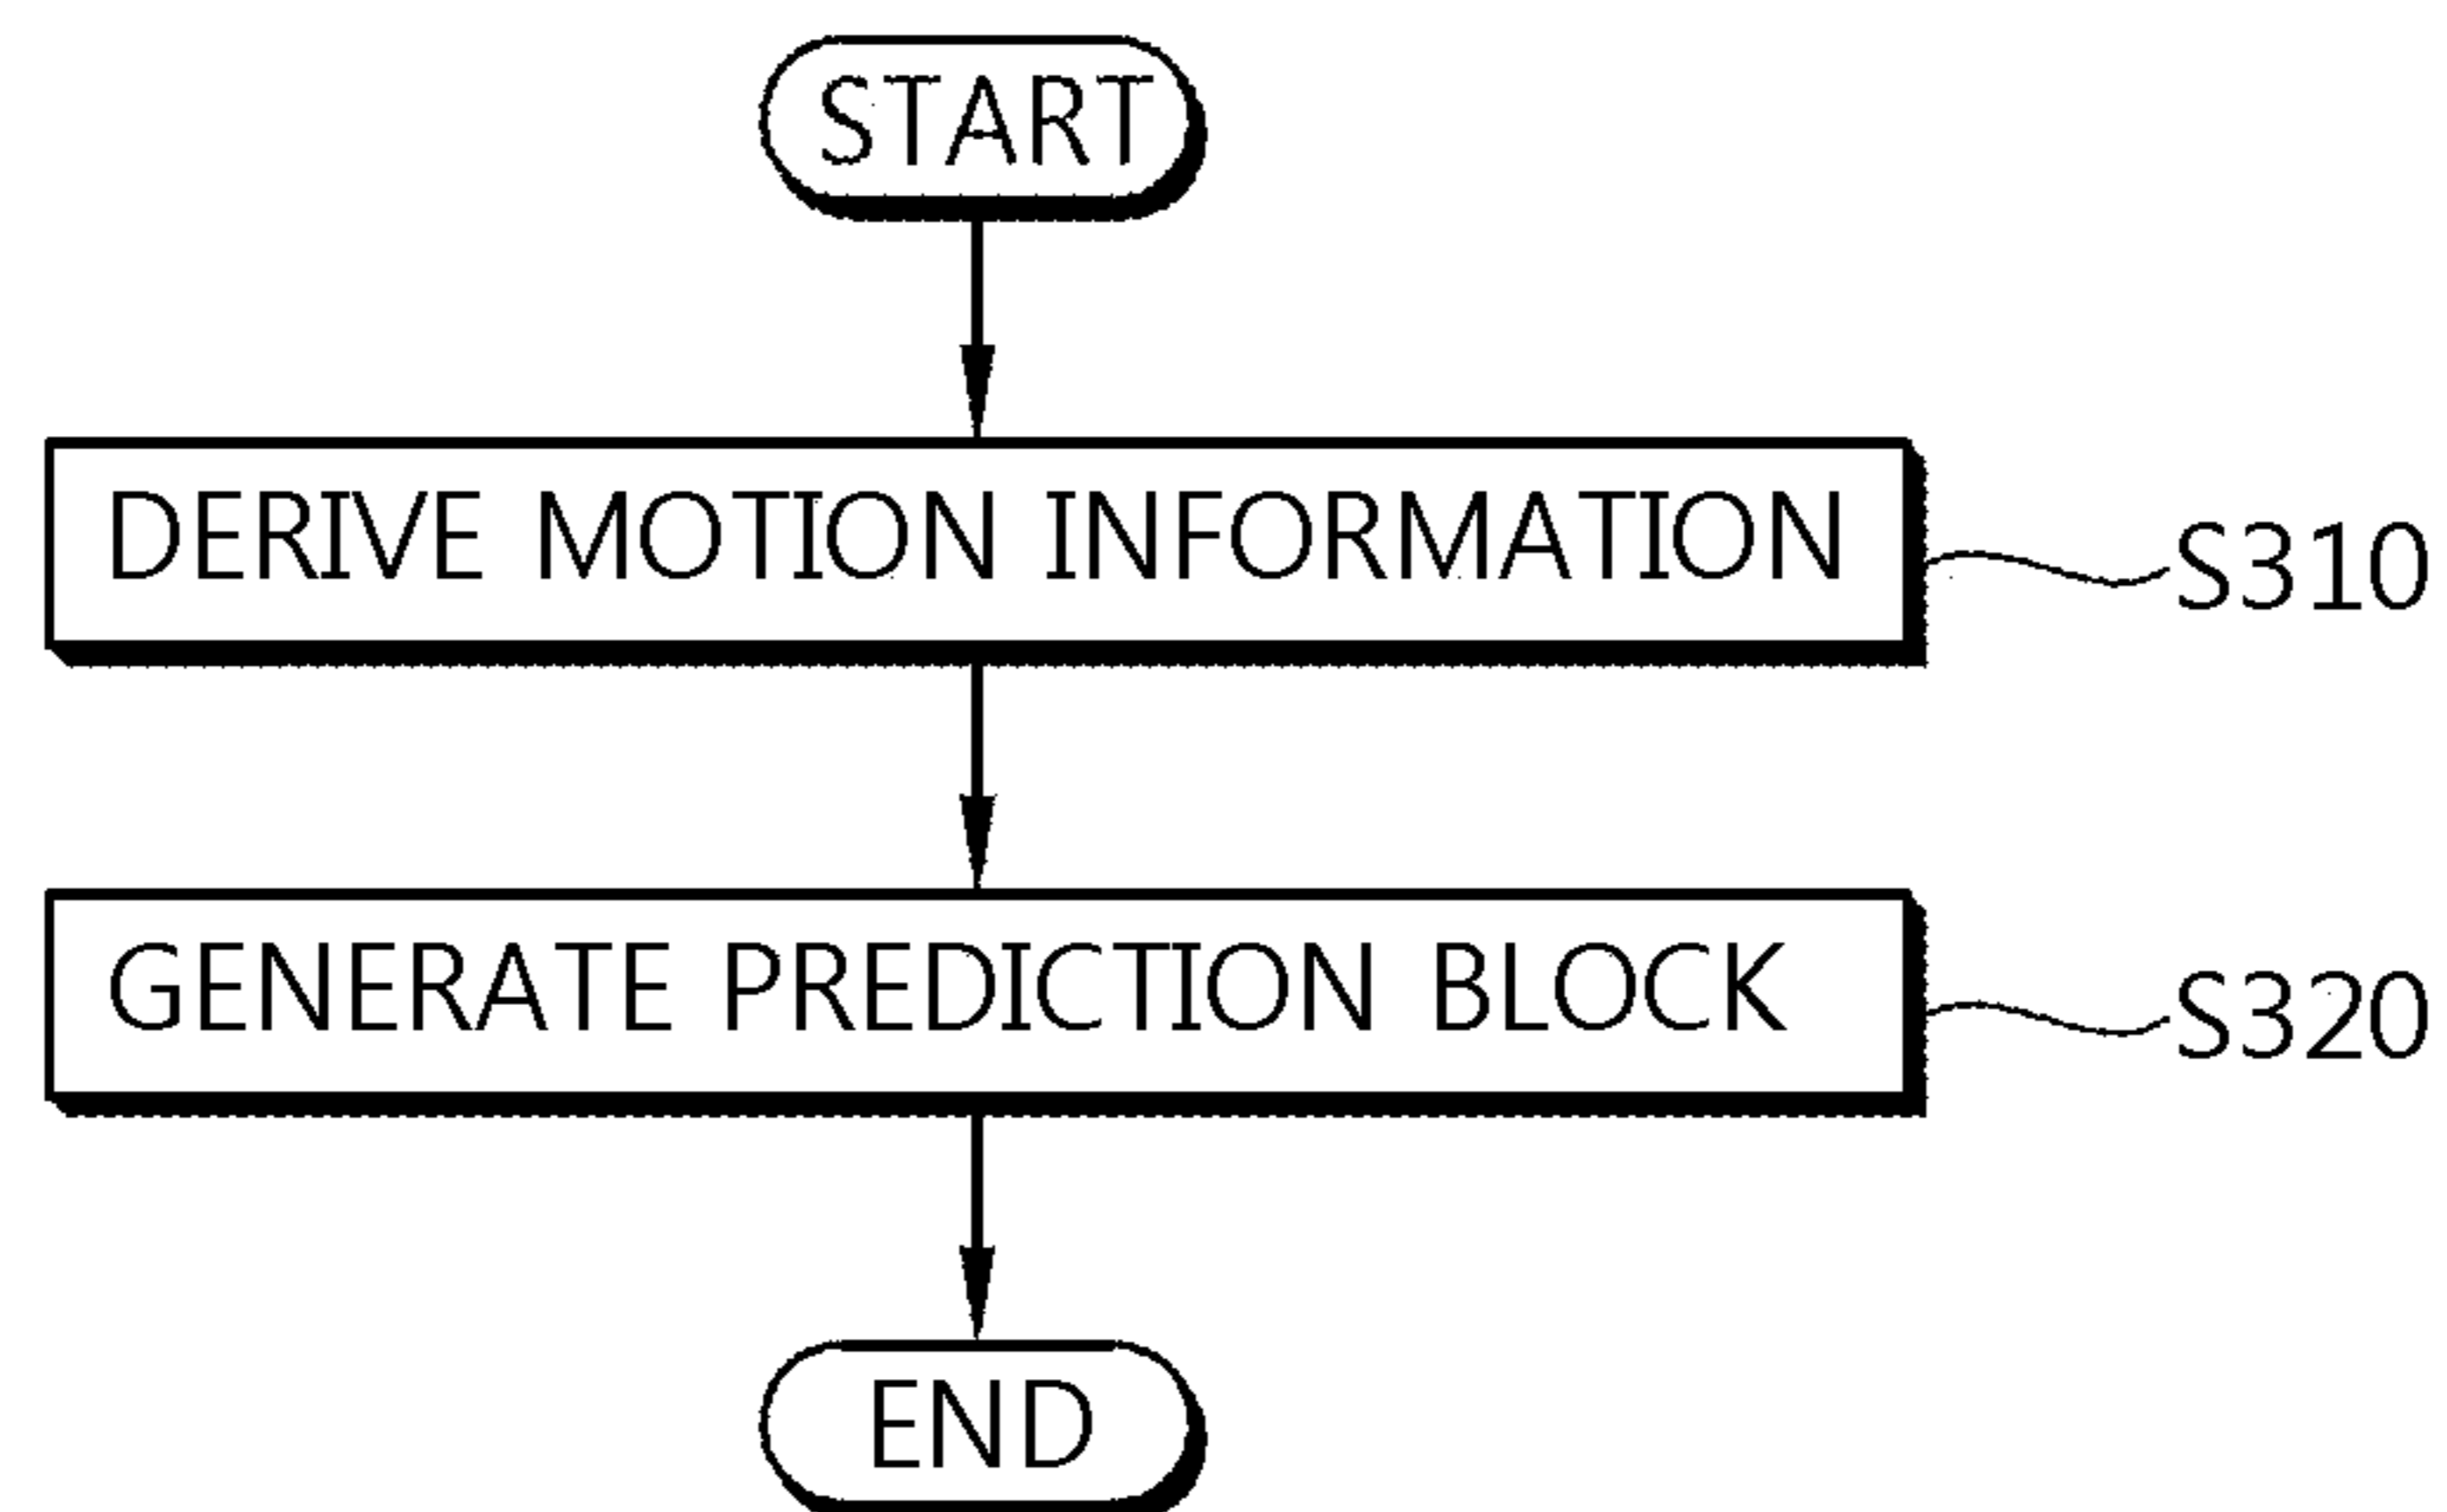 START
DERIVE MOTION INFORMATION
S310
GENERATE PREDICTION BLOCK
S320
END